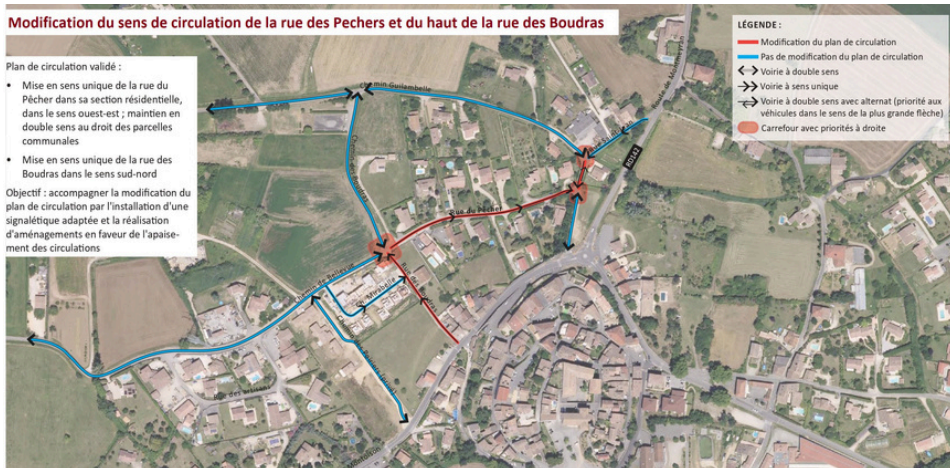 Modification du sens de circulation de la rue des Pechers et du haut de la rue des Boudras
Plan de circulation validé :
• Mise en sens unique de la rue du
Pêcher dans sa section résidentielle,
dans le sens ouest-est ; maintien en
double sens au droit des parcelles
communales
• Mise en sens unique de la rue des
Boudras dans le sens sud-nord
Objectif : accompagner la modification du
plan de circulation par l'installation d'une
signalétique adaptée et la réalisation
d'aménagements en faveur de l'apaise-
ment des circulations
LÉGENDE :
Modification du plan de circulation
Pas de modification du plan de circulation
Voirie à double sens
Voirie à sens unique
Voirie à double sens avec alternat (priorité aux
véhicules dans le sens de la plus grande flèche)
Carrefour avec priorités à droite
Chemin Guilambelle
RD142
Rue du Pêcher
Chemin de Bellevue
Rue des